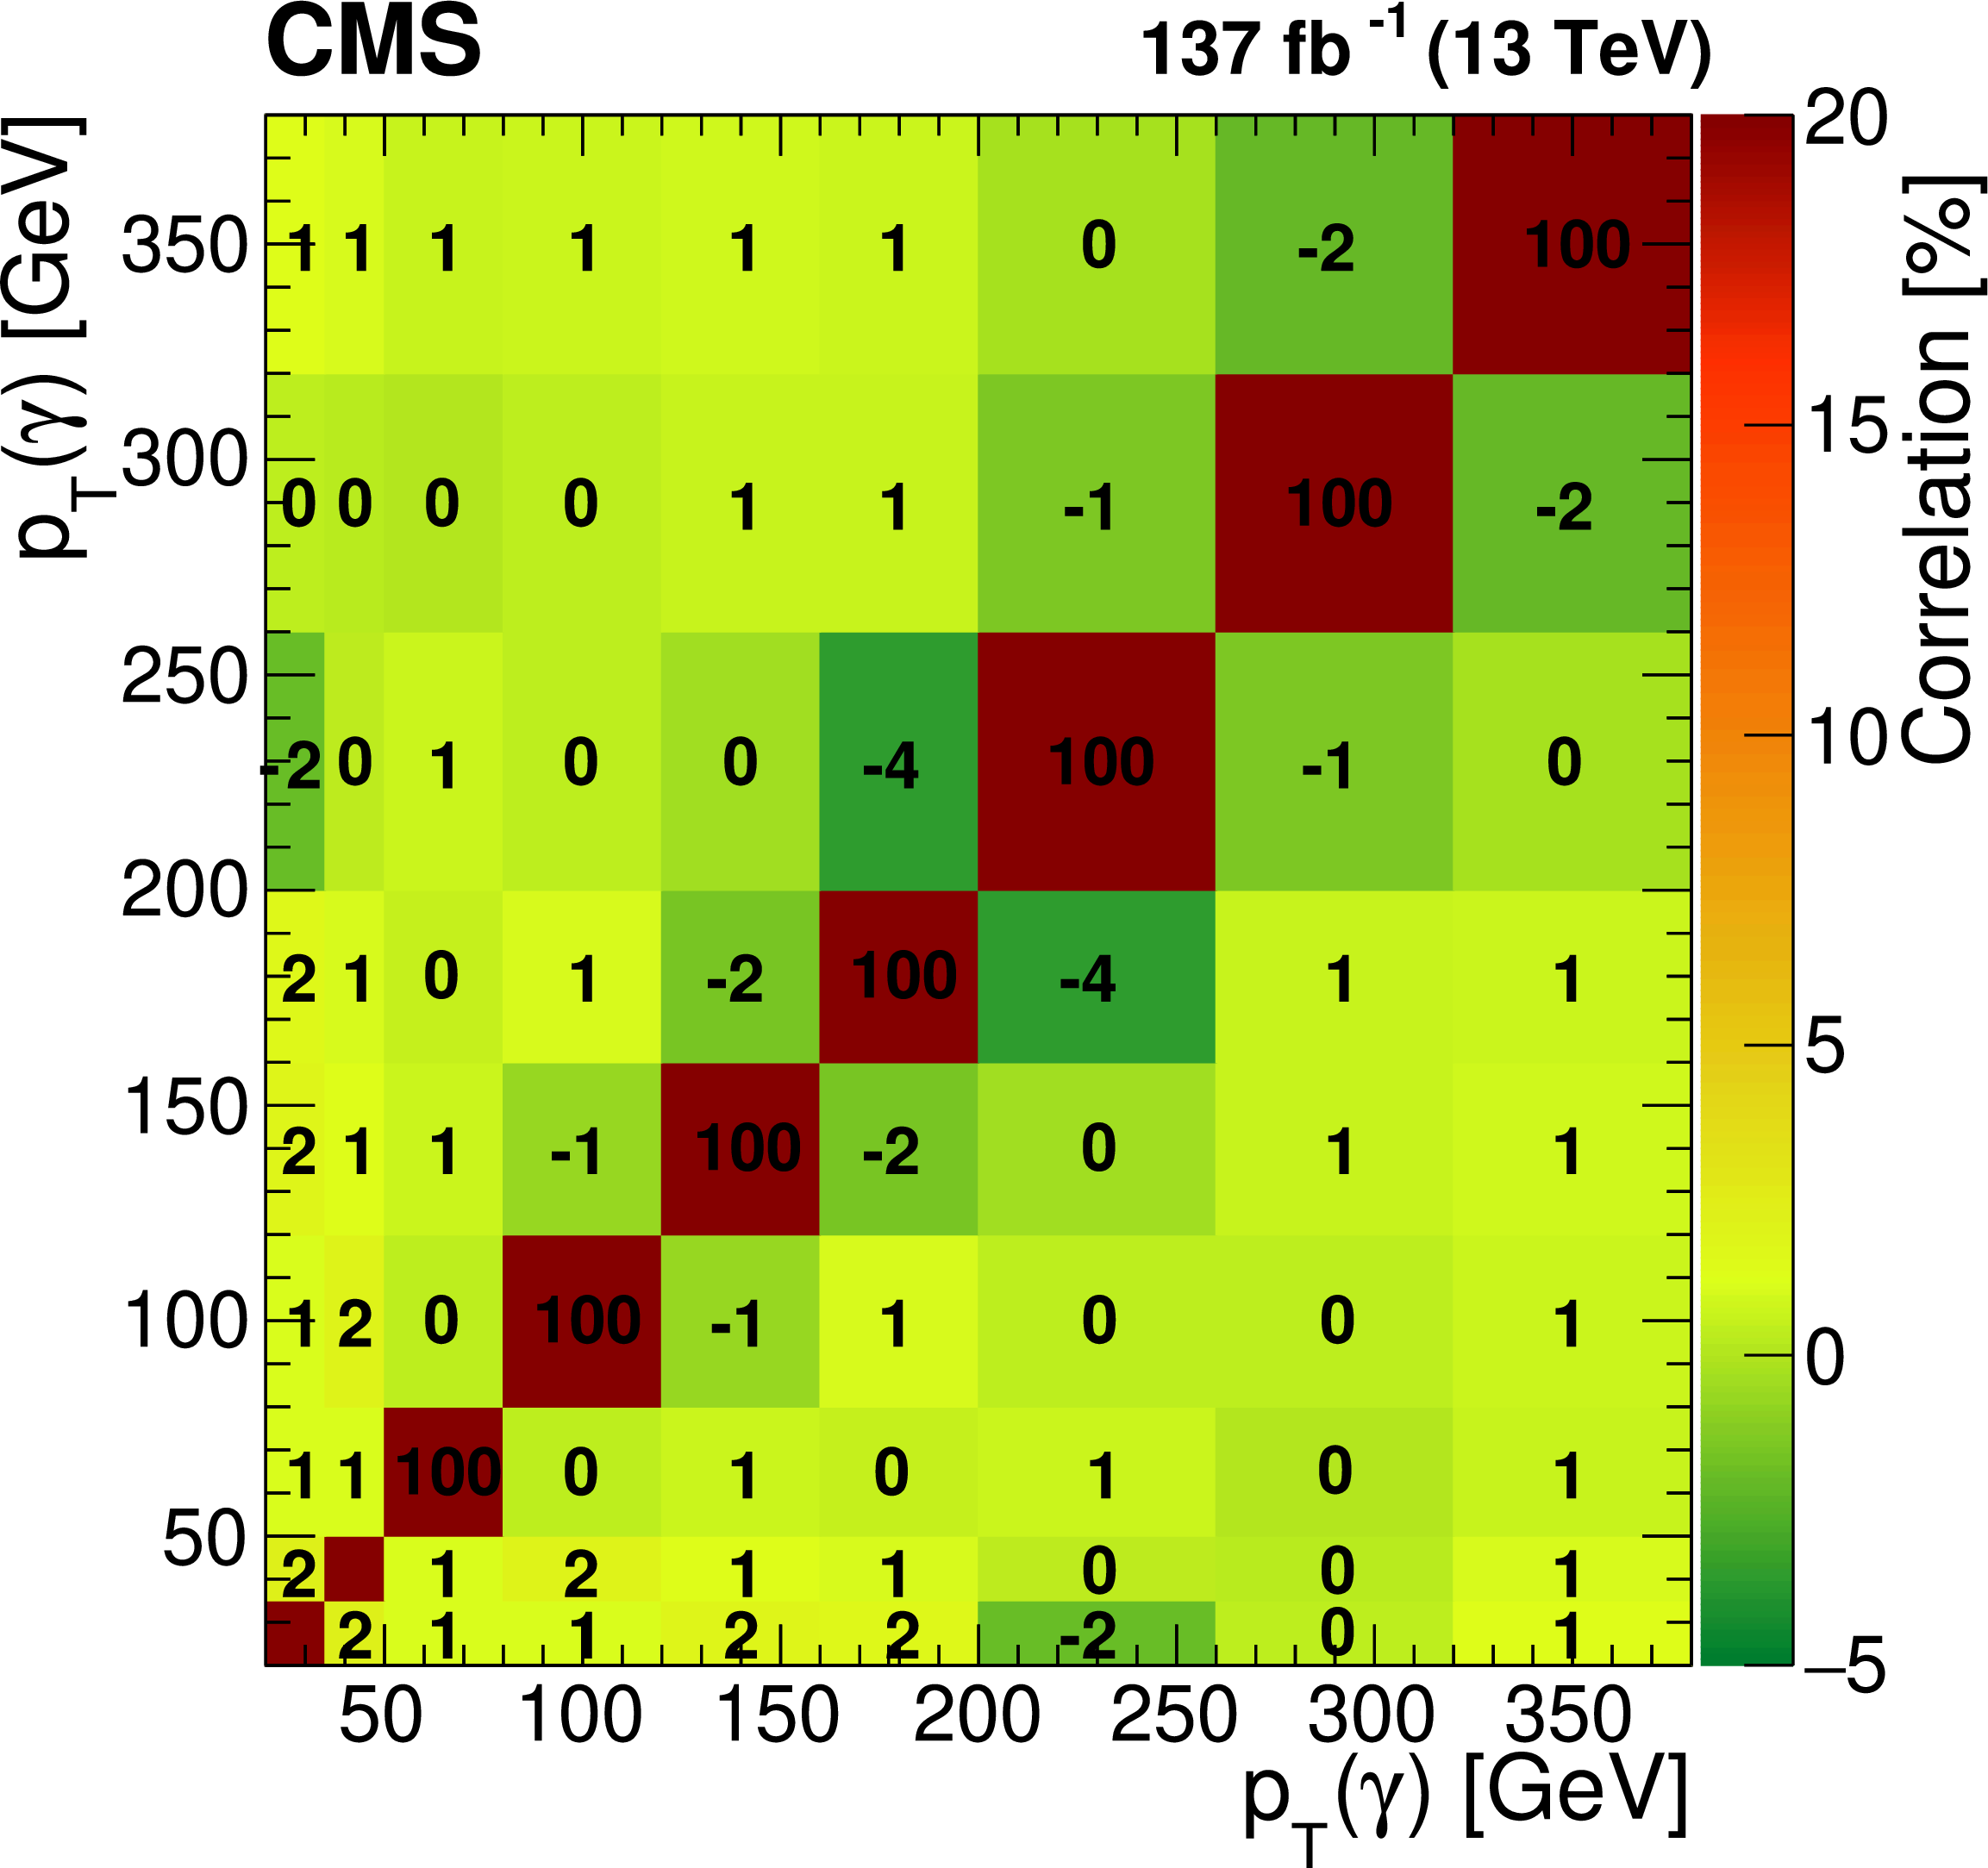 CMS 137 fb-1 (13 TeV)
pT(γ) [GeV]
350 1 1 1 1 1 1 0 -2 100
300 0 0 0 0 1 1 -1 100 -2
250 -2 0 1 0 0 -4 100 -1 0
200 2 1 0 1 -2 100 -4 1 1
150 2 1 1 -1 100 -2 0 1 1
100 1 2 0 100 -1 1 0 0 1
1 1 100 0 1 0 1 0 1
50 2 1 2 1 1 0 0 1
2 1 1 2 2 -2 0 1
50 100 150 200 250 300 350
pT(γ) [GeV]
20
15
10
5
0
−5
Correlation [%]